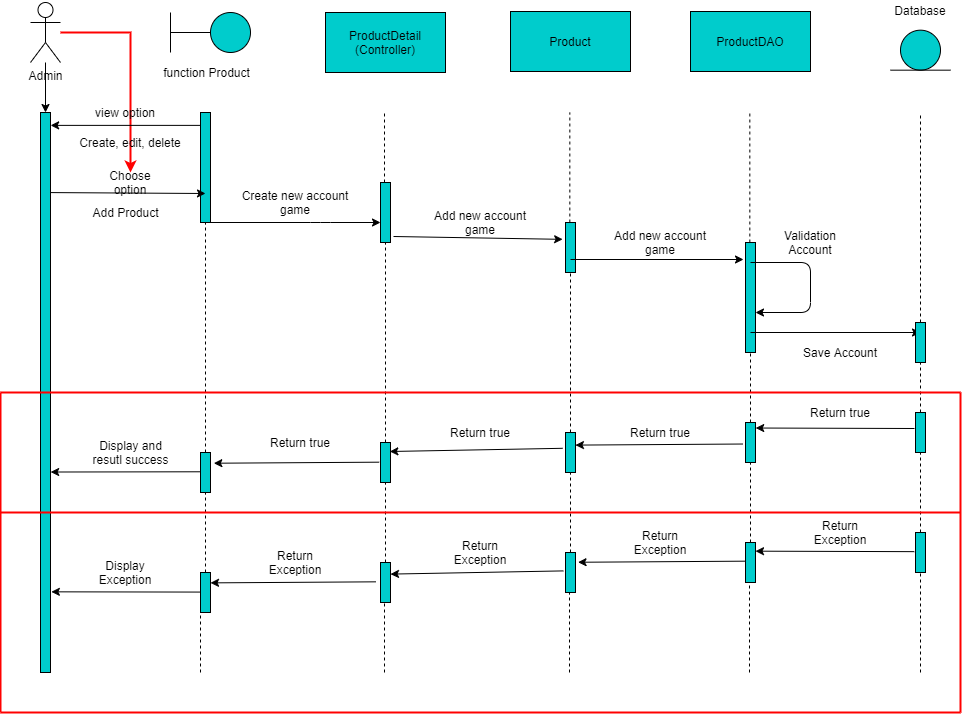 Database
ProductDetail
(Controller)
Product
ProductDAO
Admin
function Product
view option
Create, edit, delete
Choose
option
Add Product
Create new account
game
Add new account
game
Add new account
game
Validation
Account
Save Account
Return true
Return true
Return true
Return true
Display and
resutl success
Return
Exception
Return
Exception
Return
Exception
Return
Exception
Display
Exception